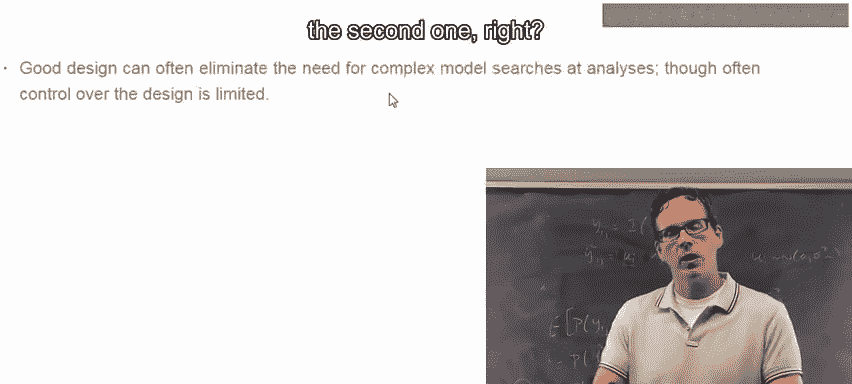 the second one, right?
· Good design can often eliminate the need for complex model searches at analyses; though often
control over the design is limited.